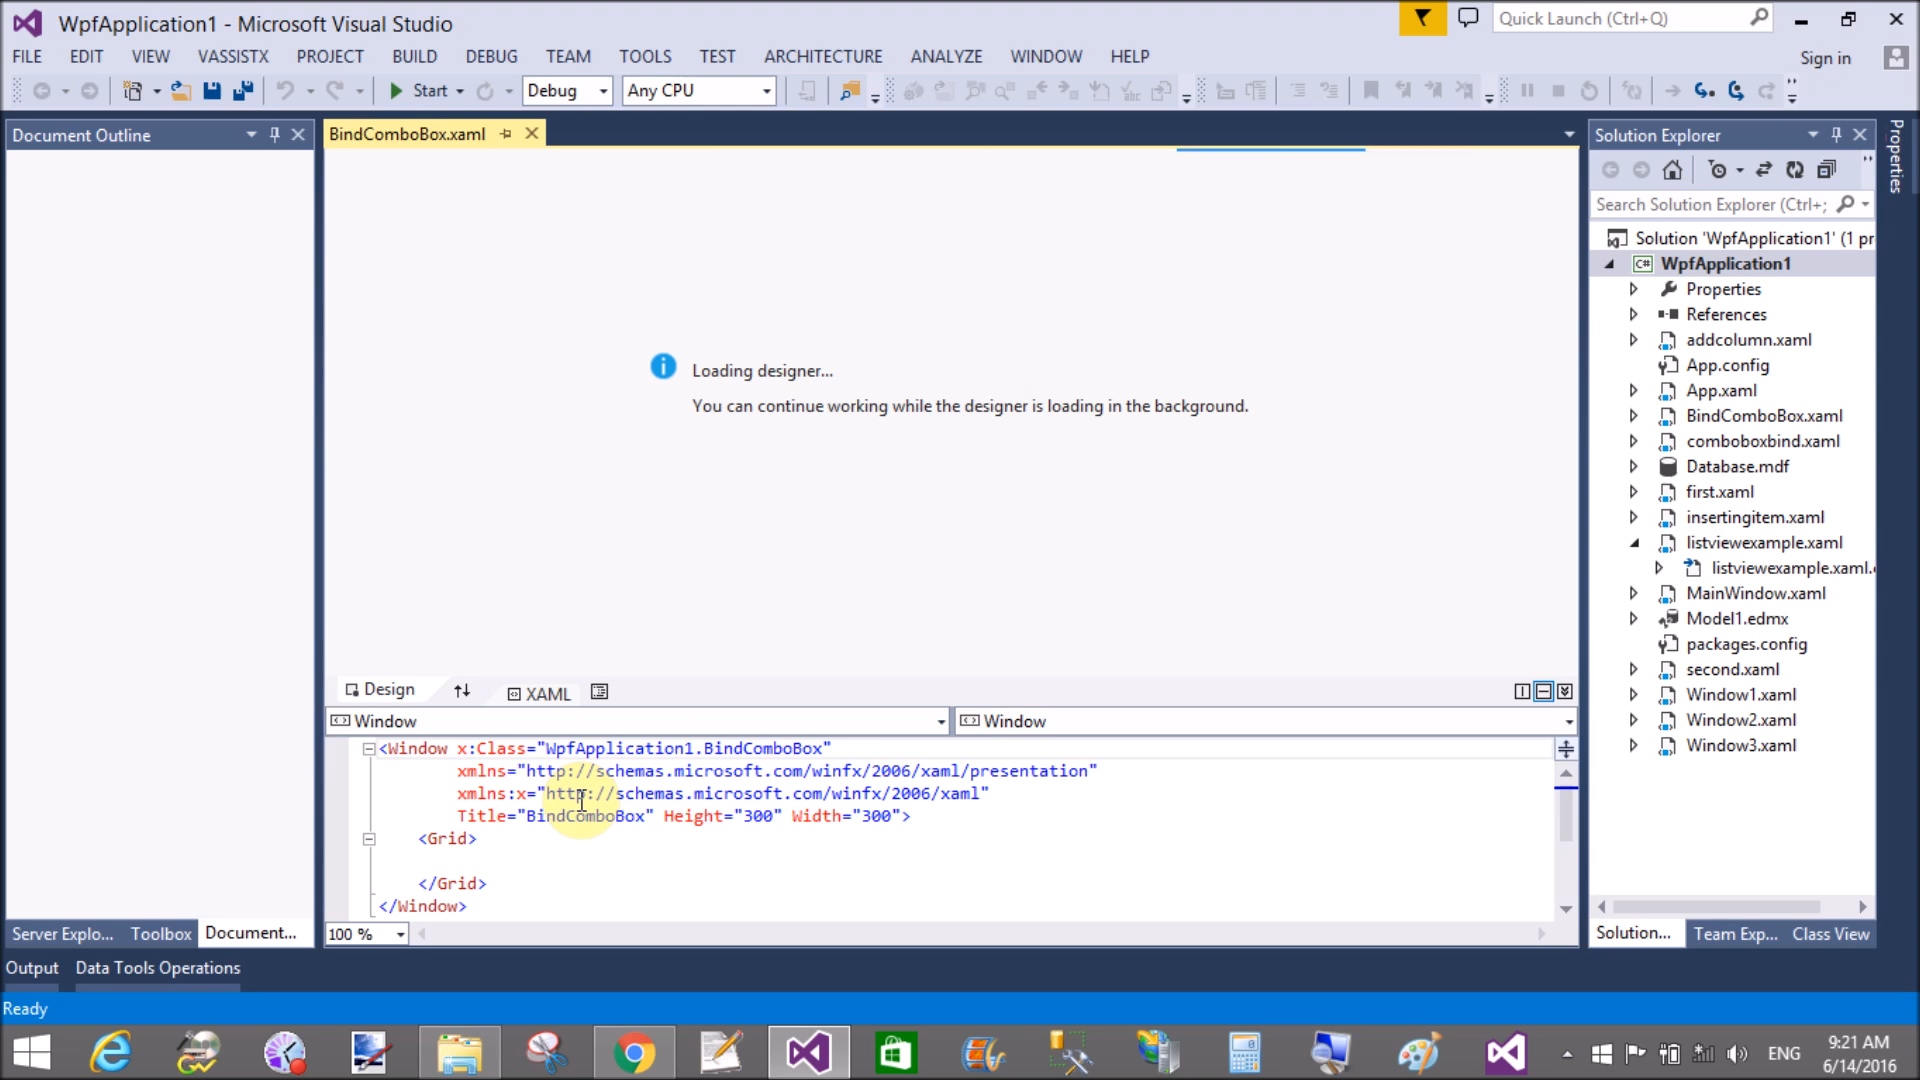 WpfApplication1 - Microsoft Visual Studio
Quick Launch (Ctrl+Q)
FILE EDIT VIEW VASSISTX PROJECT BUILD DEBUG TEAM TOOLS TEST ARCHITECTURE ANALYZE WINDOW HELP
Sign in
Start Debug Any CPU
Document Outline
BindComboBox.xaml
Solution Explorer
Properties
Search Solution Explorer (Ctrl+;
Solution 'WpfApplication1' (1 pr
WpfApplication1
Properties
References
addcolumn.xaml
App.config
App.xaml
BindComboBox.xaml
comboboxbind.xaml
Database.mdf
first.xaml
insertingitem.xaml
listviewexample.xaml
listviewexample.xaml.
MainWindow.xaml
Model1.edmx
packages.config
second.xaml
Window1.xaml
Window2.xaml
Window3.xaml
Loading designer...
You can continue working while the designer is loading in the background.
Design XAML
Window Window
<Window x:Class="WpfApplication1.BindComboBox"
xmlns="http://schemas.microsoft.com/winfx/2006/xaml/presentation"
xmlns:x="http://schemas.microsoft.com/winfx/2006/xaml"
Title="BindComboBox" Height="300" Width="300">
<Grid>
</Grid>
</Window>
100 %
Server Explo... Toolbox Document...
Solution... Team Exp... Class View
Output Data Tools Operations
Ready
ENG
9:21 AM
6/14/2016